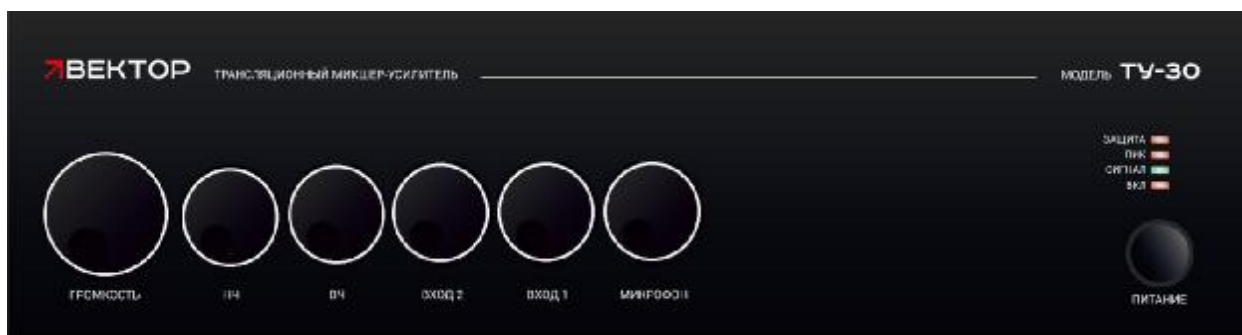 ВЕКТОР ТРАНСЛЯЦИОННЫЙ МИКШЕР-УСИЛИТЕЛЬ МОДЕЛЬ ТУ-30
ЗАЩИТА
ПИК
СИГНАЛ
ВКЛ
ГРОМКОСТЬ НЧ ВЧ ВХОД 2 ВХОД 1 МИКРОФОН ПИТАНИЕ